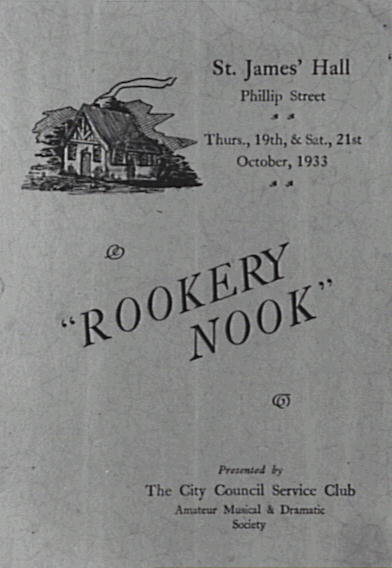 St. James' Hall
Phillip Street
Thurs., 19th, & Sat., 21st
October, 1933
"ROOKERY
NOOK"
Presented by
The City Council Service Club
Amateur Musical & Dramatic
Society